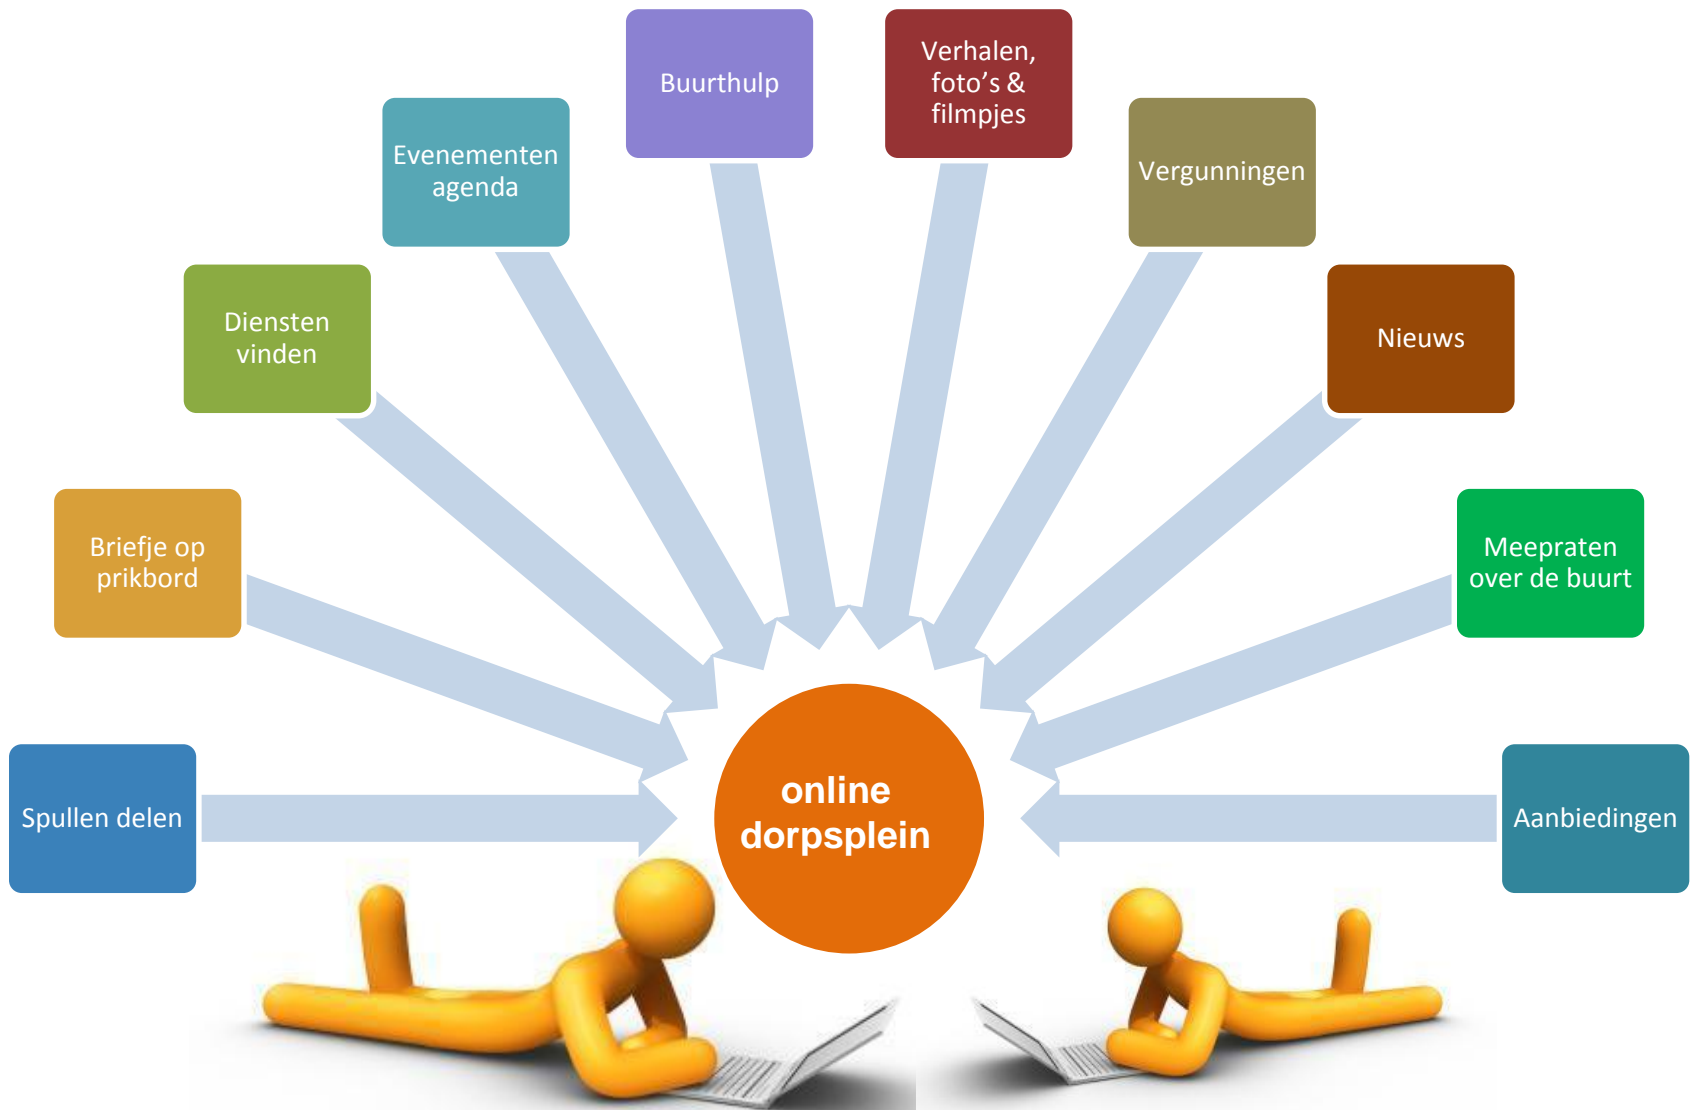 Buurthulp
Verhalen,
foto's &
filmpjes
Evenementen
agenda
Vergunningen
Diensten
vinden
Nieuws
Briefje op
prikbord
Meepraten
over de buurt
Spullen delen
online
dorpsplein
Aanbiedingen